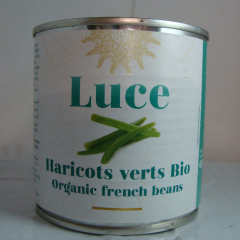 Luce
Haricots verts Bio
Organic french beans